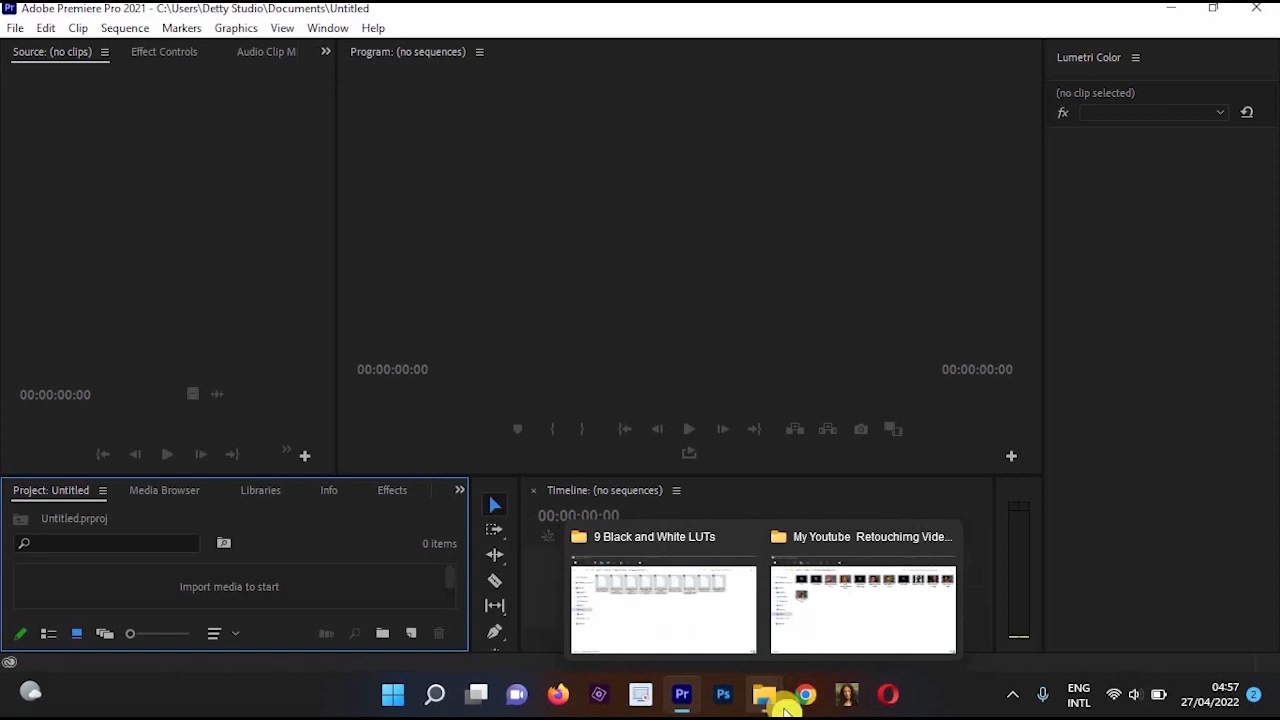 Pr Adobe Premiere Pro 2021 - C:\Users\Detty Studio\Documents\Untitled
File Edit Clip Sequence Markers Graphics View Window Help
Source: (no clips) Effect Controls Audio Clip M
Program: (no sequences)
Lumetri Color
(no clip selected)
fx
00:00:00:00
00:00:00:00
00:00:00:00
Project: Untitled Media Browser Libraries Info Effects
Untitled.prproj
0 items
Import media to start
Timeline: (no sequences)
00:00:00:00
9 Black and White LUTs
My Youtube Retouchimg Vide...
Pr Ps
ENG
INTL
04:57
27/04/2022
2